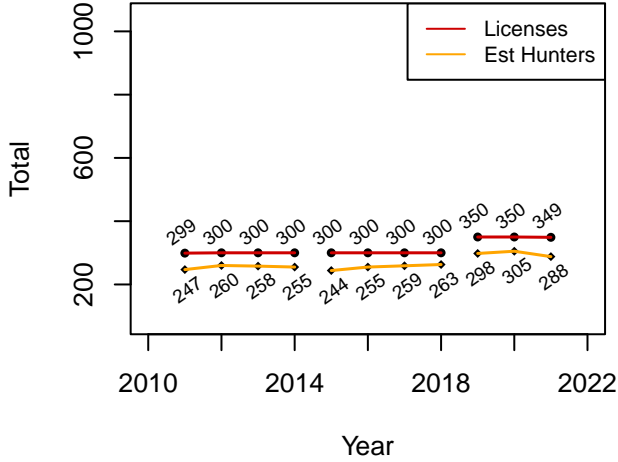 Licenses
Est Hunters
Total
1000
600
200
299 300 300 300 300 300 300 300 350 350 349
247 260 258 255 244 255 259 263 298 305 288
2010 2014 2018 2022
Year